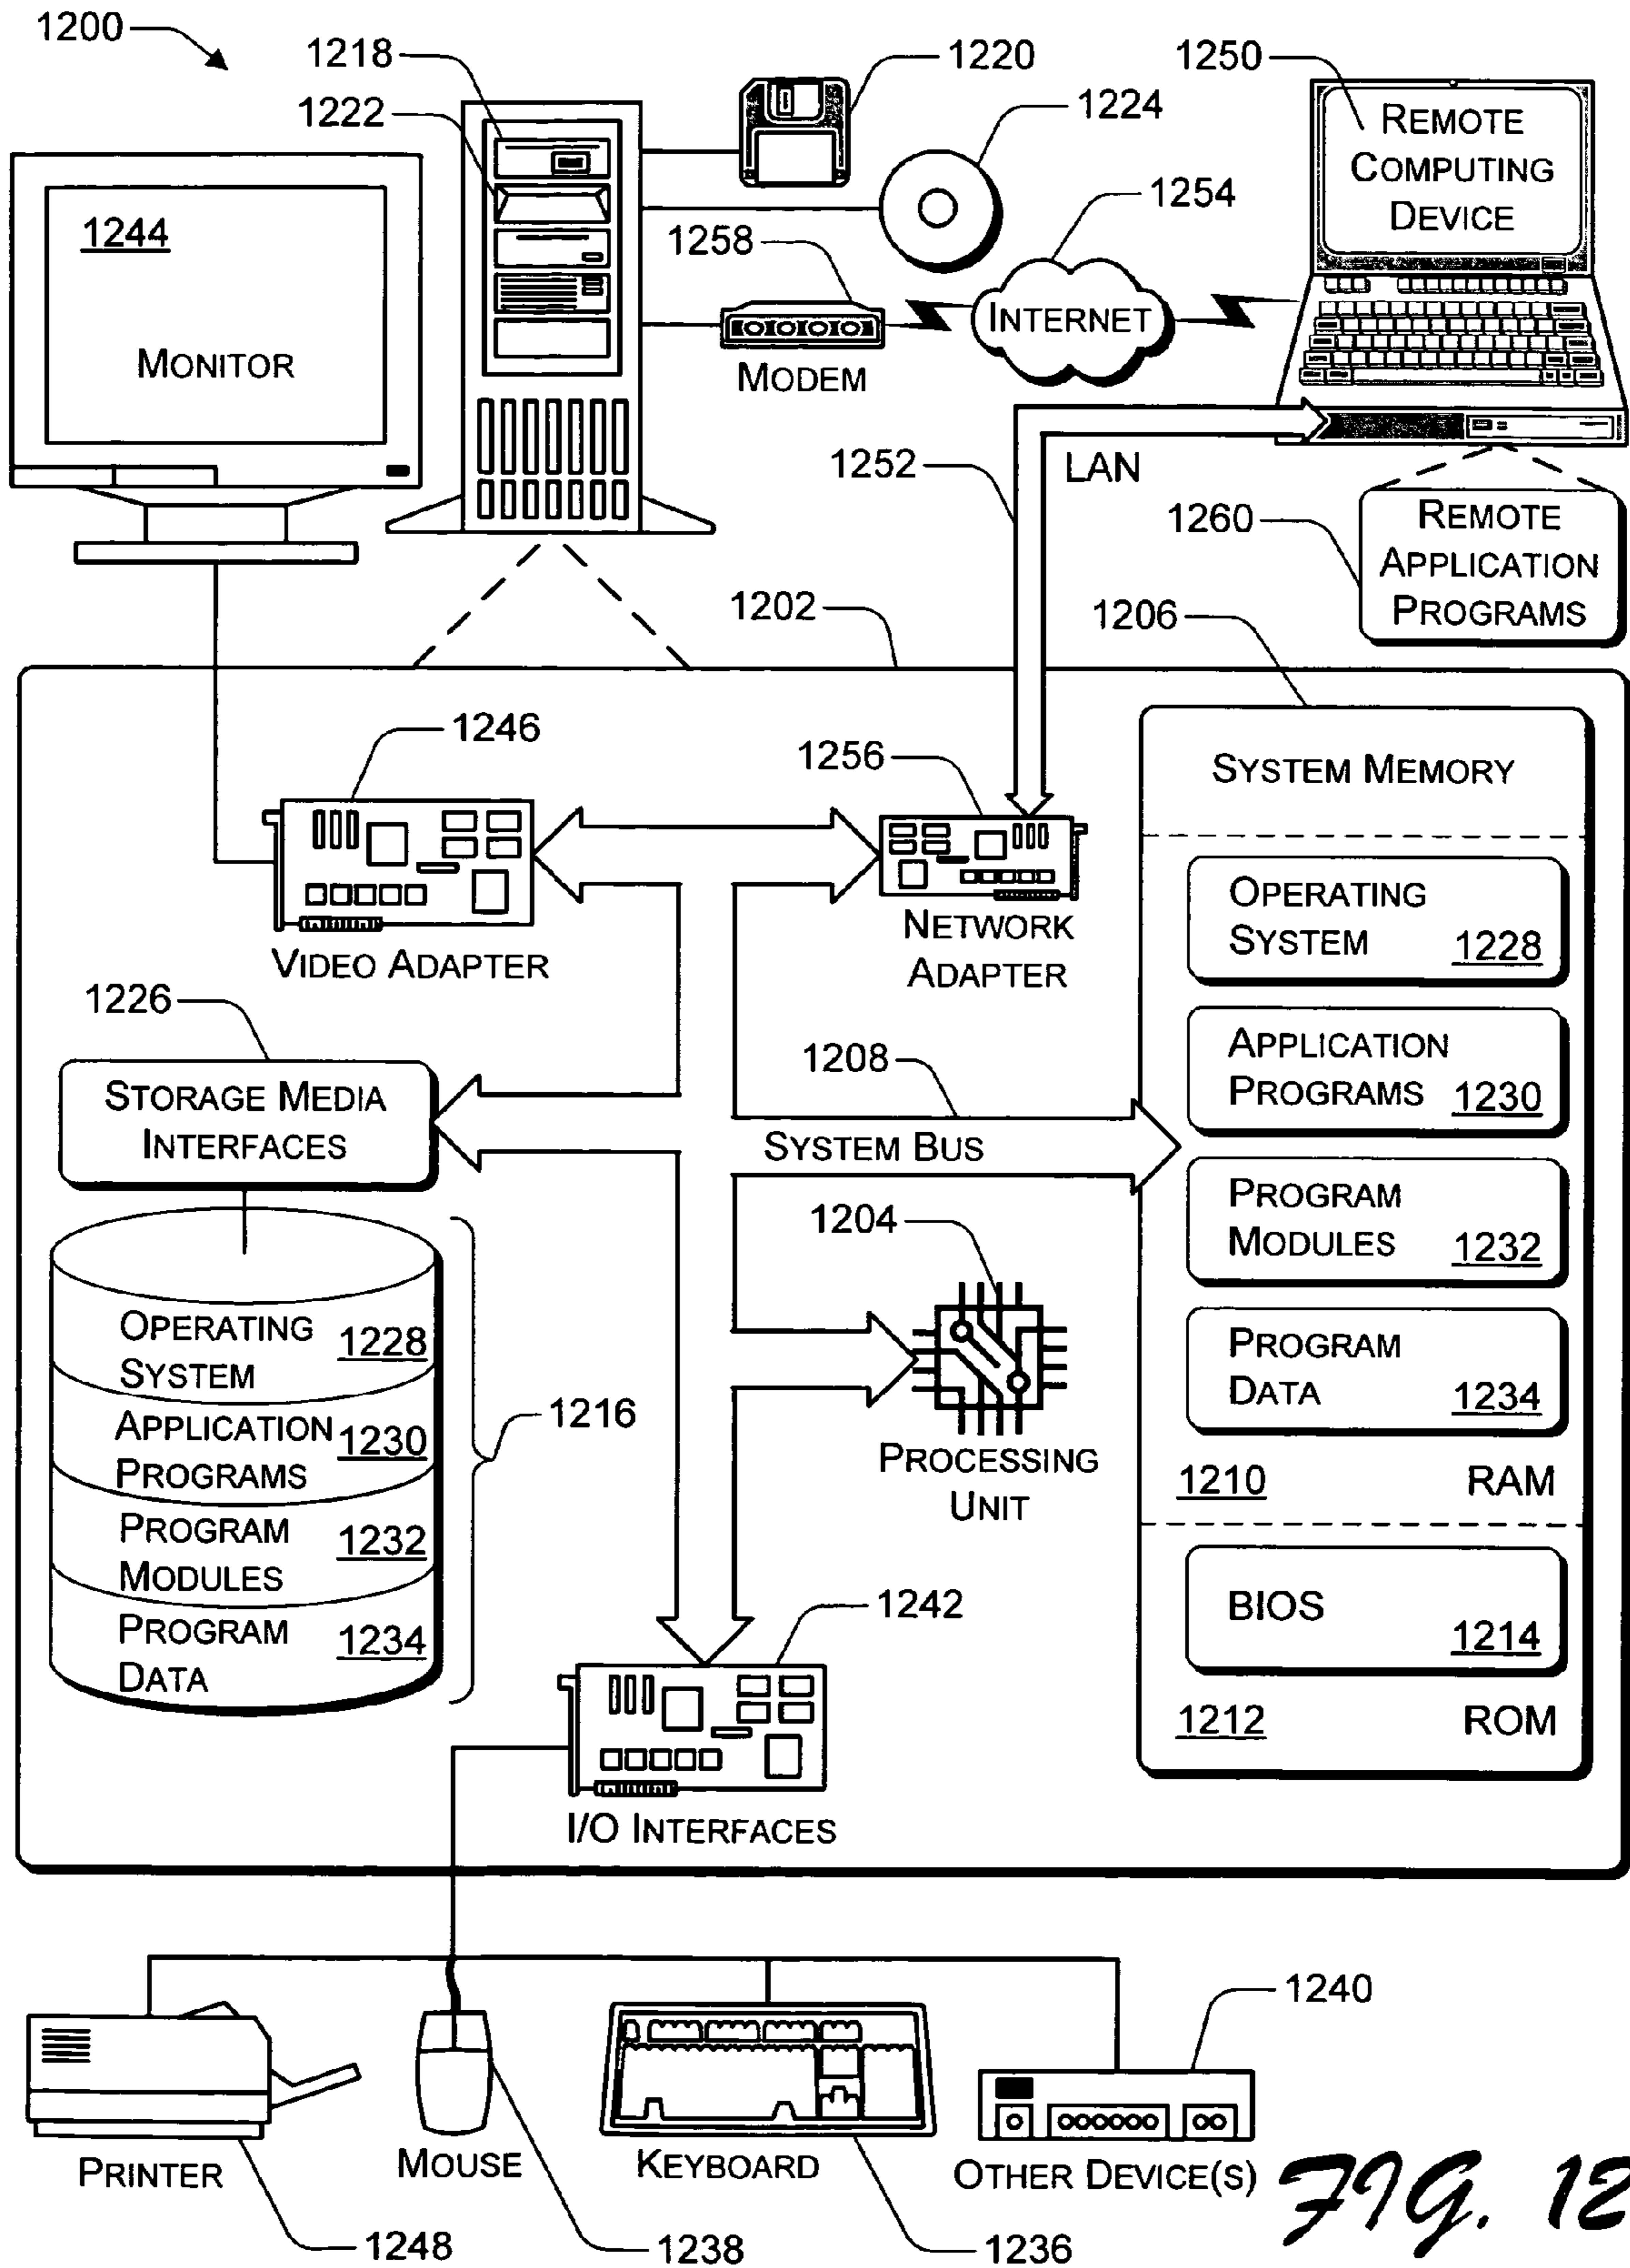 1200
1218
1222
1220
1224
1250
REMOTE
COMPUTING
DEVICE
1254
1258
1244
MONITOR
INTERNET
MODEM
1252
LAN
1260
REMOTE
APPLICATION
PROGRAMS
1202
1206
1246
1256
SYSTEM MEMORY
VIDEO ADAPTER
NETWORK
ADAPTER
OPERATING
SYSTEM 1228
1226
STORAGE MEDIA
INTERFACES
1208
SYSTEM BUS
APPLICATION
PROGRAMS 1230
PROGRAM
MODULES 1232
1204
PROCESSING
UNIT
PROGRAM
DATA 1234
1210 RAM
OPERATING
SYSTEM 1228
APPLICATION
PROGRAMS 1230
PROGRAM
MODULES 1232
PROGRAM
DATA 1234
1216
BIOS
1214
1212 ROM
1242
I/O INTERFACES
1240
PRINTER
MOUSE
KEYBOARD
OTHER DEVICE(S)
1248
1238
1236
FIG. 12